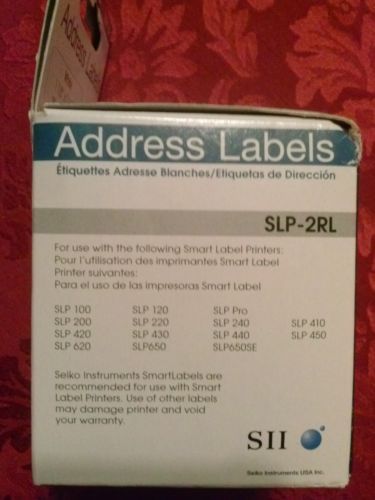 Address Labels
Address Labels
Étiquettes Adresse Blanches/Etiquetas de Dirección
SLP-2RL
For use with the following Smart Label Printers:
Pour l'utilisation des imprimantes Smart Label
Printer suivantes:
Para el uso de las impresoras Smart Label
SLP 100 SLP 120 SLP Pro
SLP 200 SLP 220 SLP 240 SLP 410
SLP 420 SLP 430 SLP 440 SLP 450
SLP 620 SLP650 SLP650SE
Seiko Instruments SmartLabels are
recommended for use with Smart
Label Printers. Use of other labels
may damage printer and void
your warranty.
SII
Seiko Instruments USA Inc.